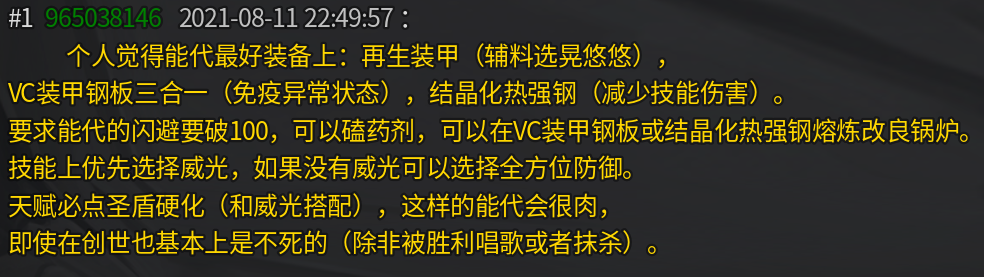 #1 965038146 2021-08-11 22:49:57：
个人觉得能代最好装备上：再生装甲（辅料选晃悠悠），
VC装甲钢板三合一（免疫异常状态），结晶化热强钢（减少技能伤害）。
要求能代的闪避要破100，可以磕药剂，可以在VC装甲钢板或结晶化热强钢熔炼改良锅炉。
技能上优先选择威光，如果没有威光可以选择全方位防御。
天赋必点圣盾硬化（和威光搭配），这样的能代会很肉，
即使在创世也基本上是不死的（除非被胜利唱歌或者抹杀）。